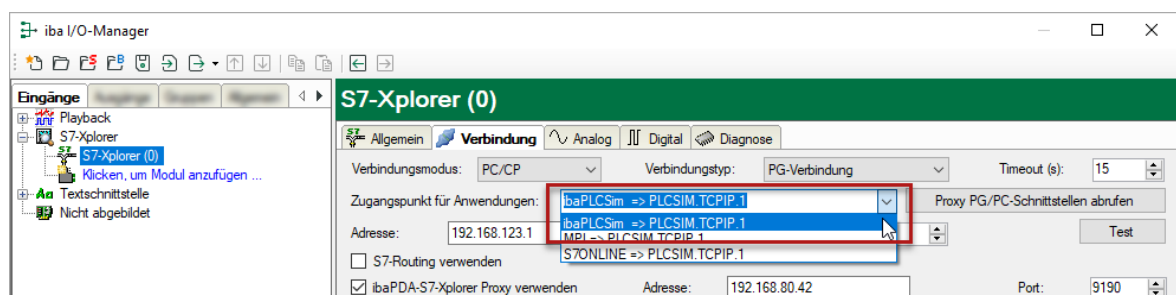 iba I/O-Manager
Eingänge
Playback
S7-Xplorer
S7-Xplorer (0)
Klicken, um Modul anzufügen ...
Textschnittstelle
Nicht abgebildet
S7-Xplorer (0)
Allgemein Verbindung Analog Digital Diagnose
Verbindungsmodus: PC/CP Verbindungstyp: PG-Verbindung Timeout (s): 15
Zugangspunkt für Anwendungen: ibaPLCSim => PLCSIM.TCPIP.1 Proxy PG/PC-Schnittstellen abrufen
ibaPLCSim => PLCSIM.TCPIP.1
Adresse: 192.168.123.1 MPI => PLCSIM.TCPIP.1 Test
S7ONLINE => PLCSIM.TCPIP.1
S7-Routing verwenden
ibaPDA-S7-Xplorer Proxy verwenden Adresse: 192.168.80.42 Port: 9190